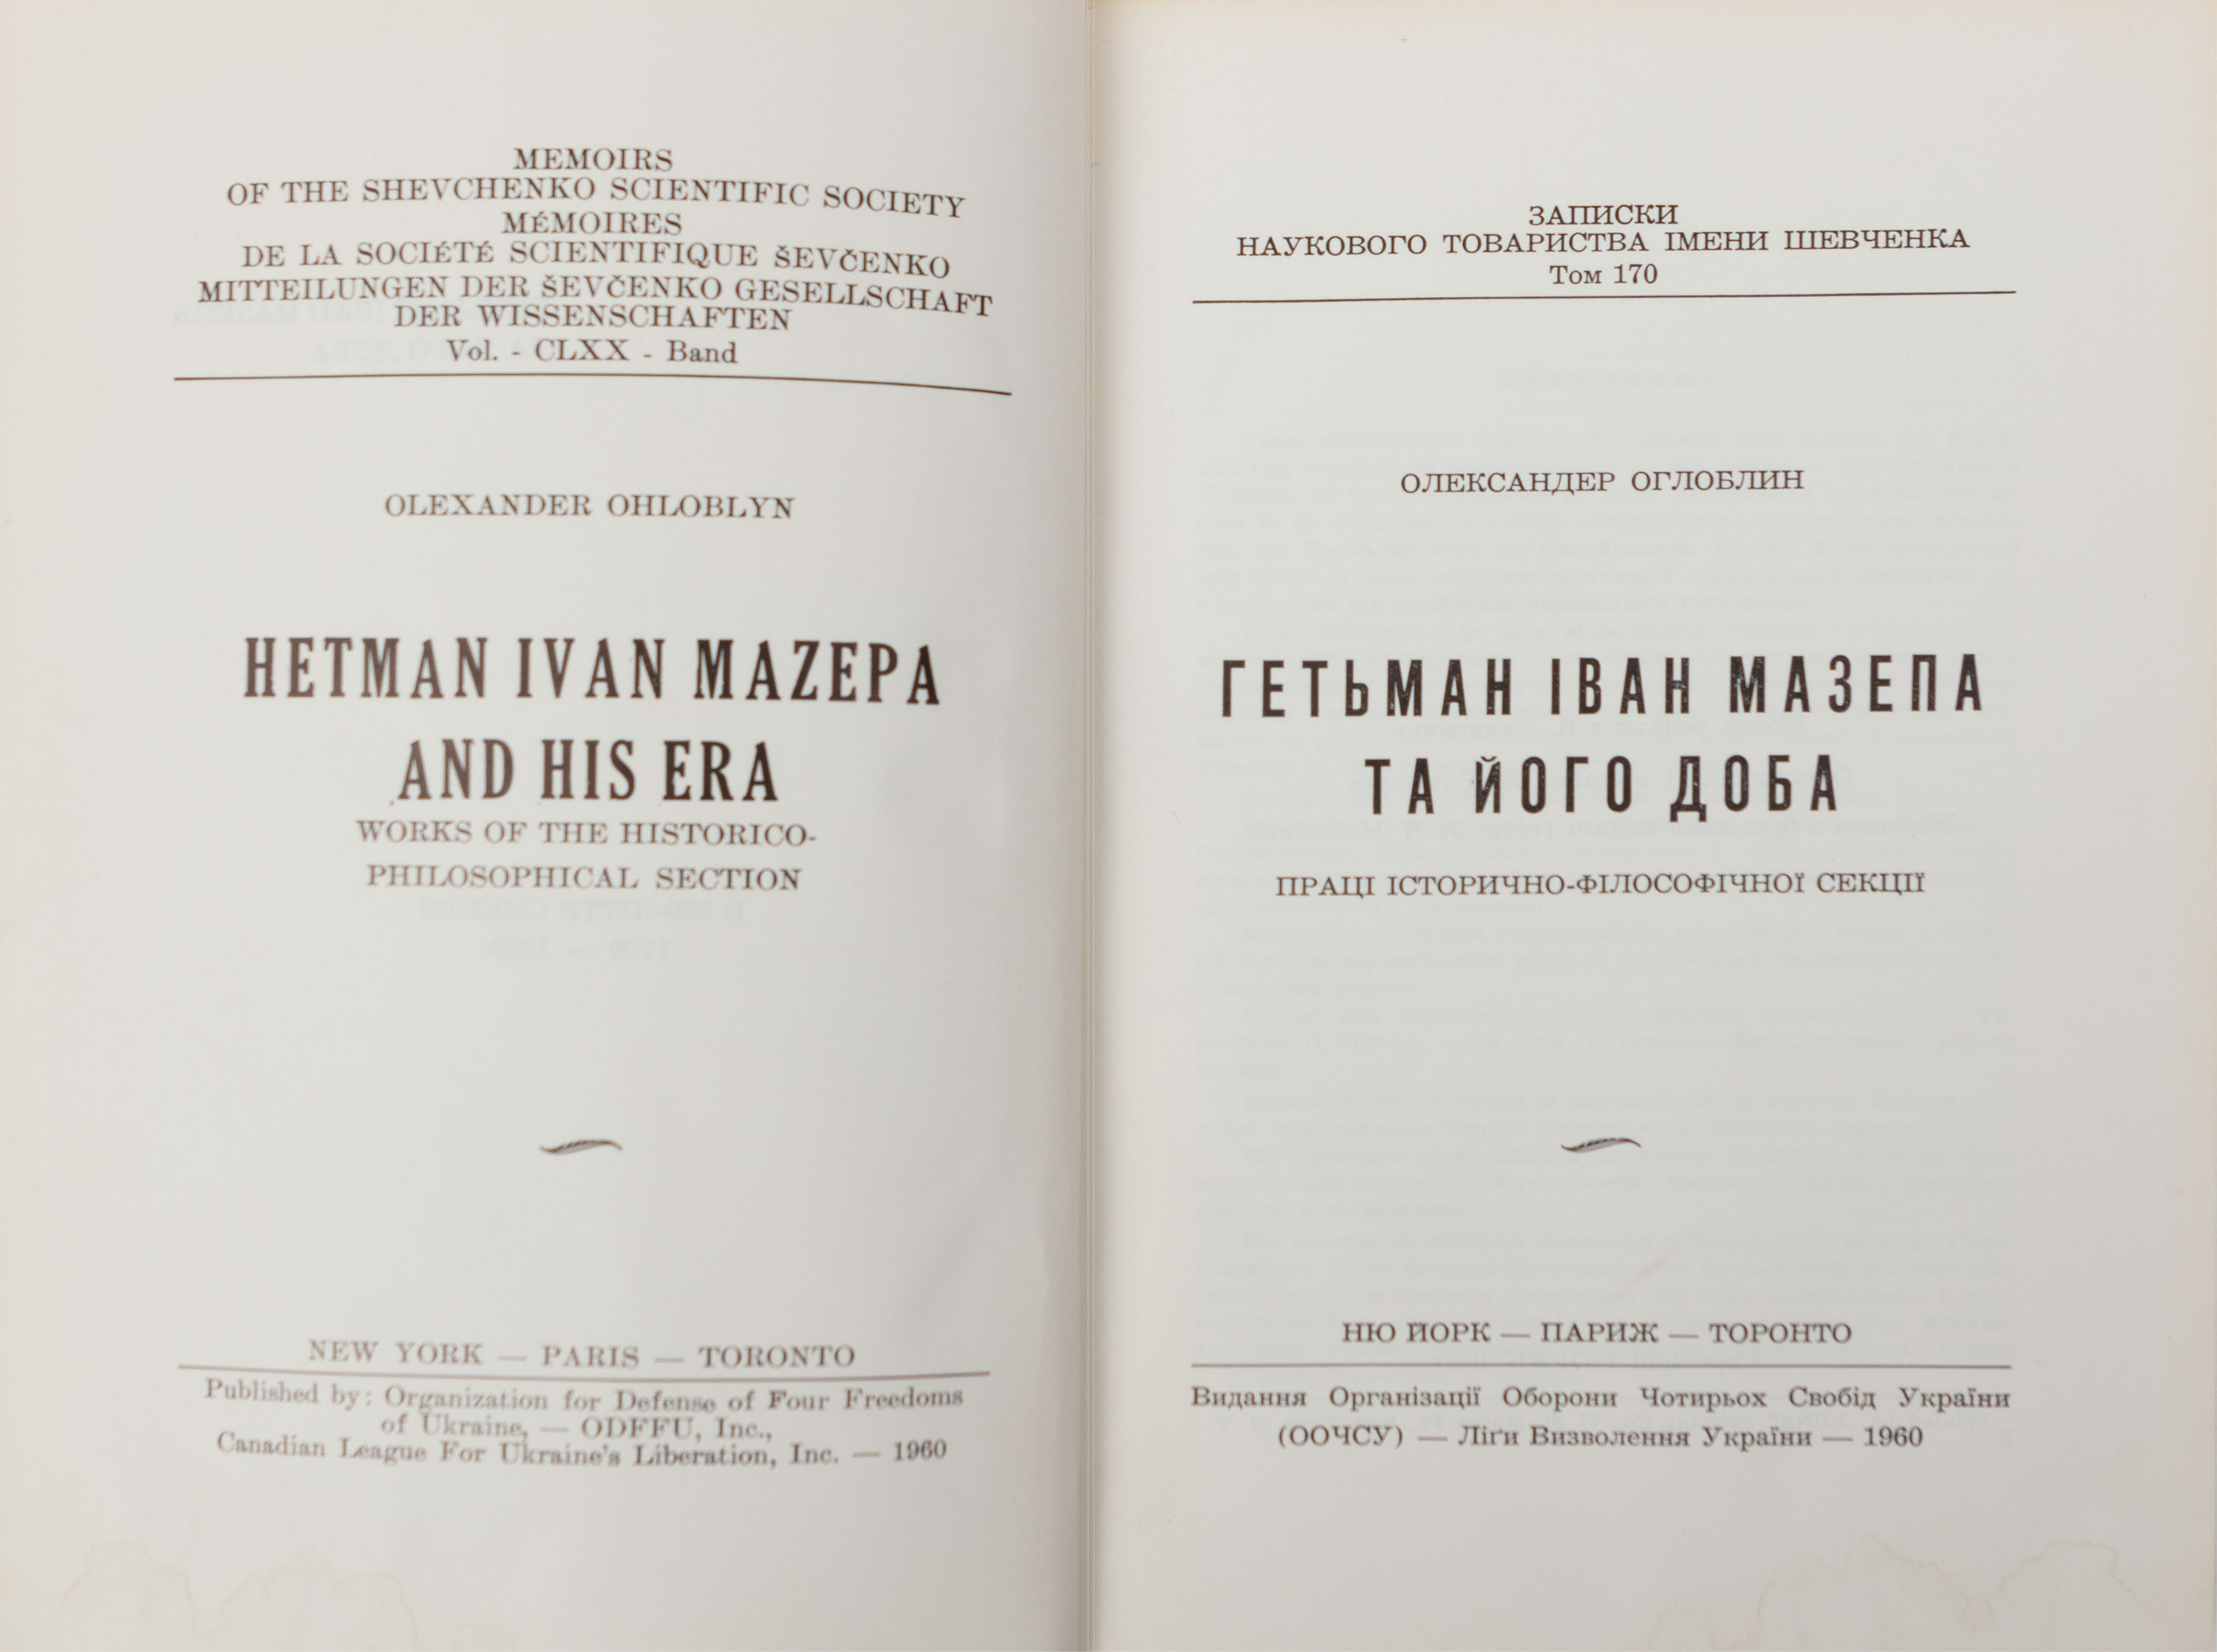 MEMOIRS
OF THE SHEVCHENKO SCIENTIFIC SOCIETY
MÉMOIRES
DE LA SOCIÉTÉ SCIENTIFIQUE ŠEVČENKO
MITTEILUNGEN DER ŠEVČENKO GESELLSCHAFT
DER WISSENSCHAFTEN
Vol. - CLXX - Band
OLEXANDER OHLOBLYN
HETMAN IVAN MAZEPA
AND HIS ERA
WORKS OF THE HISTORICO-
PHILOSOPHICAL SECTION
NEW YORK — PARIS — TORONTO
Published by: Organization for Defense of Four Freedoms
of Ukraine, — ODFFU, Inc.,
Canadian League For Ukraine's Liberation, Inc. — 1960
ЗАПИСКИ
НАУКОВОГО ТОВАРИСТВА ІМЕНИ ШЕВЧЕНКА
Том 170
ОЛЕКСАНДЕР ОГЛОБЛИН
ГЕТЬМАН ІВАН МАЗЕПА
ТА ЙОГО ДОБА
ПРАЦІ ІСТОРИЧНО-ФІЛОСОФІЧНОЇ СЕКЦІЇ
НЮ ЙОРК — ПАРИЖ — ТОРОНТО
Видання Організації Оборони Чотирьох Свобід України
(ООЧСУ) — Ліґи Визволення України — 1960